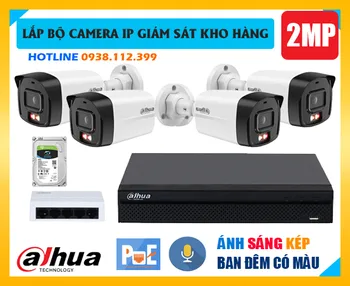 LẮP BỘ CAMERA IP GIÁM SÁT KHO HÀNG
2MP
HOTLINE 0938.112.399
alhua
alhua
TECHNOLOGY
PoE
ÁNH SÁNG KÉP
BAN ĐÊM CÓ MÀU